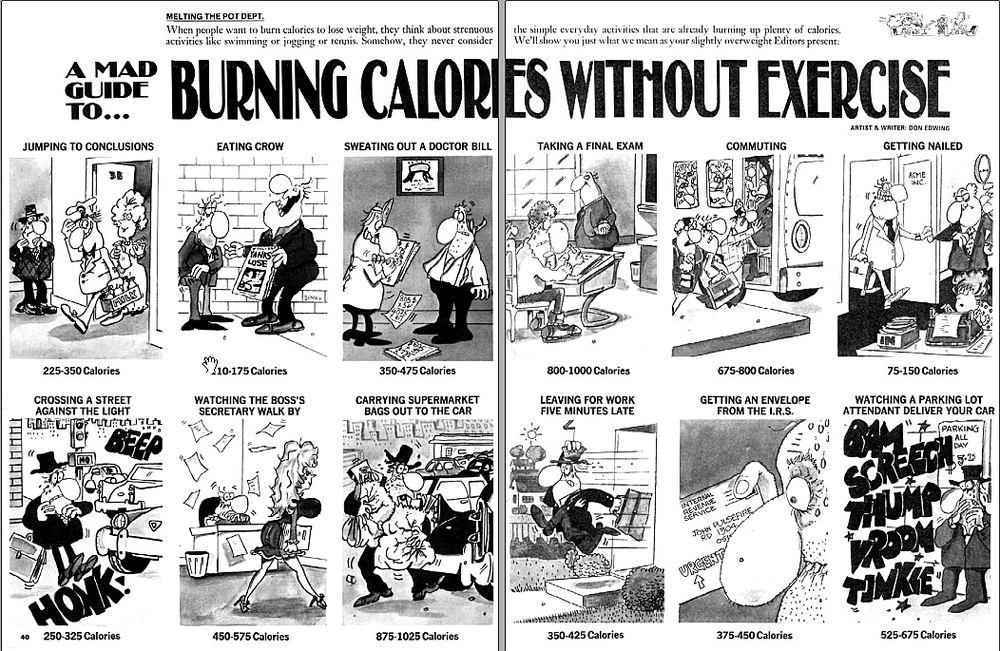 MELTING THE POT DEPT.
When people want to burn calories to lose weight, they think about strenuous
activities like swimming or jogging or tennis. Somehow, they never consider
the simple everyday activities that are already burning up plenty of calories.
We'll show you just what we mean as your slightly overweight Editors present:
A MAD
GUIDE
TO...
BURNING CALORIES WITHOUT EXERCISE
ARTIST & WRITER: DON EDWING
JUMPING TO CONCLUSIONS
3B
225-350 Calories
EATING CROW
YANKS
LOSE
10-175 Calories
SWEATING OUT A DOCTOR BILL
350-475 Calories
TAKING A FINAL EXAM
800-1000 Calories
COMMUTING
675-800 Calories
GETTING NAILED
ACME
INC.
75-150 Calories
CROSSING A STREET
AGAINST THE LIGHT
BEEP
HONK!
250-325 Calories
WATCHING THE BOSS'S
SECRETARY WALK BY
450-575 Calories
CARRYING SUPERMARKET
BAGS OUT TO THE CAR
875-1025 Calories
LEAVING FOR WORK
FIVE MINUTES LATE
350-425 Calories
GETTING AN ENVELOPE
FROM THE I.R.S.
INTERNAL
REVENUE
SERVICE
JOHN PULSEFIRE
URGENT
375-450 Calories
WATCHING A PARKING LOT
ATTENDANT DELIVER YOUR CAR
PARKING
ALL
DAY
BAM
SCREECH
THUMP
VROOM
TINKLE
525-675 Calories
40